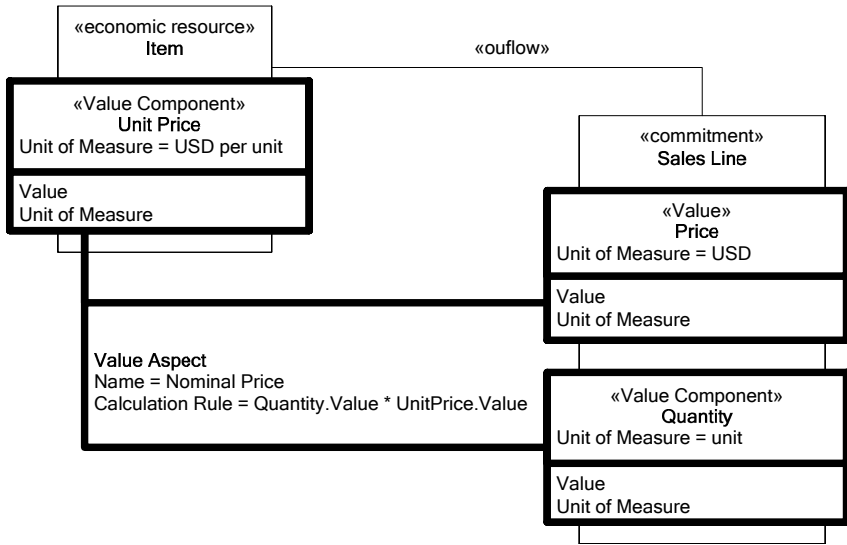 «economic resource»
Item
«ouflow»
«Value Component»
Unit Price
Unit of Measure = USD per unit
Value
Unit of Measure
«commitment»
Sales Line
«Value»
Price
Unit of Measure = USD
Value
Unit of Measure
Value Aspect
Name = Nominal Price
Calculation Rule = Quantity.Value * UnitPrice.Value
«Value Component»
Quantity
Unit of Measure = unit
Value
Unit of Measure